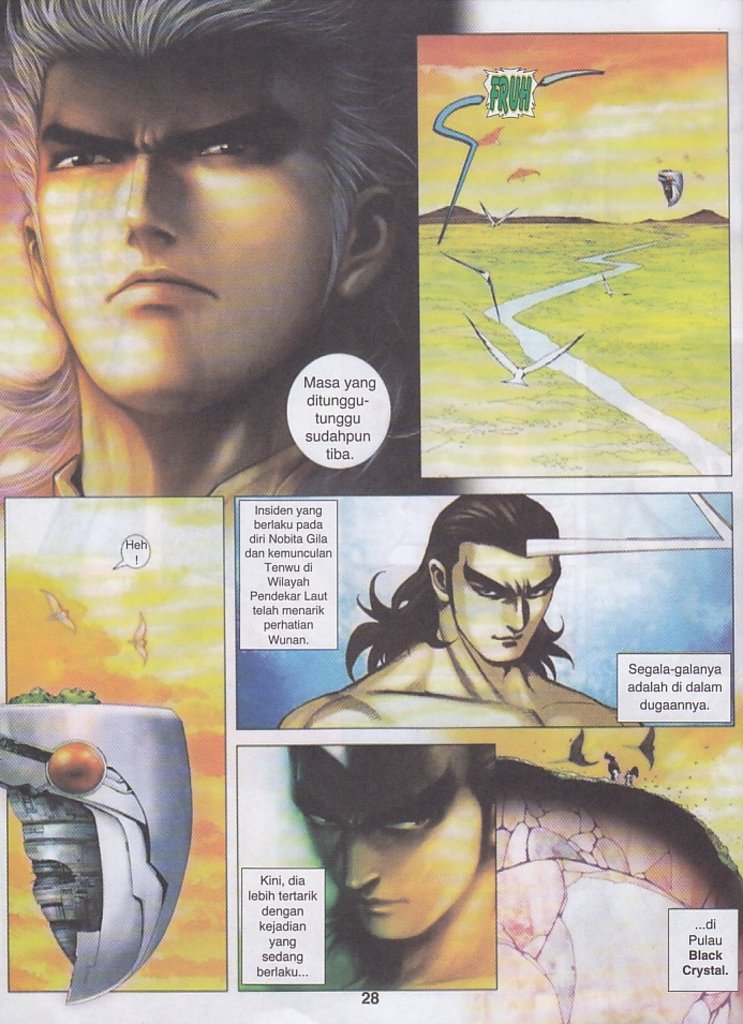 Masa yang
ditunggu-
tunggu
sudahpun
tiba.
FRUH
Heh
!
Insiden yang
berlaku pada
diri Nobita Gila
dan kemunculan
Tenwu di
Wilayah
Pendekar Laut
telah menarik
perhatian
Wunan.
Segala-galanya
adalah di dalam
dugaannya.
Kini, dia
lebih tertarik
dengan
kejadian
yang
sedang
berlaku...
...di
Pulau
Black
Crystal.
28